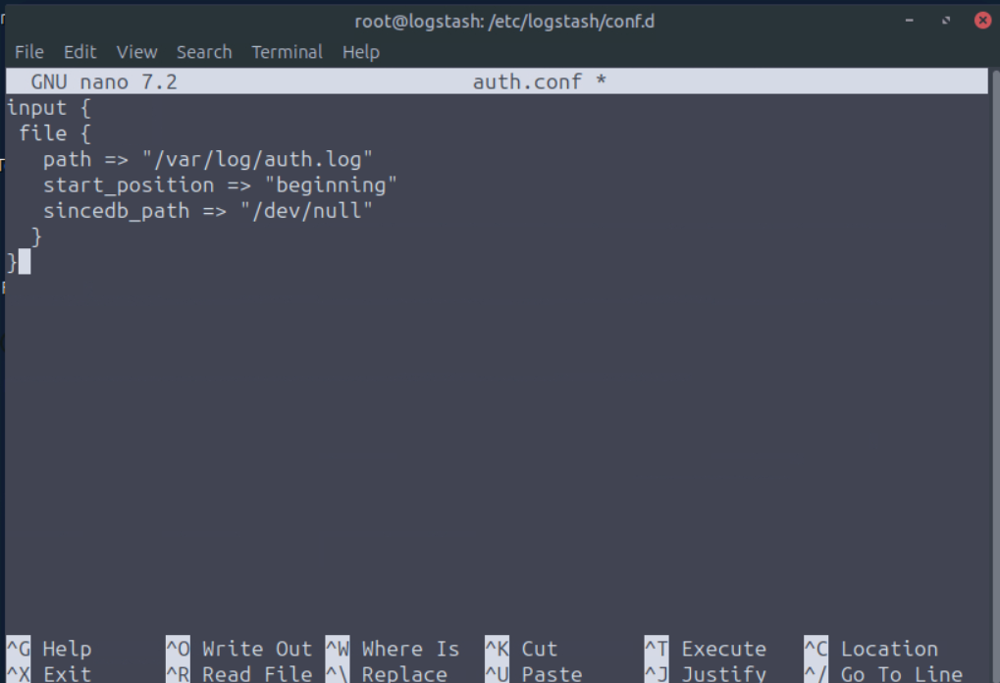 root@logstash: /etc/logstash/conf.d
File Edit View Search Terminal Help
GNU nano 7.2 auth.conf *
input {
 file {
   path => "/var/log/auth.log"
   start_position => "beginning"
   sincedb_path => "/dev/null"
  }
}
^G Help ^O Write Out ^W Where Is ^K Cut ^T Execute ^C Location
^X Exit ^R Read File ^\ Replace ^U Paste ^J Justify ^/ Go To Line